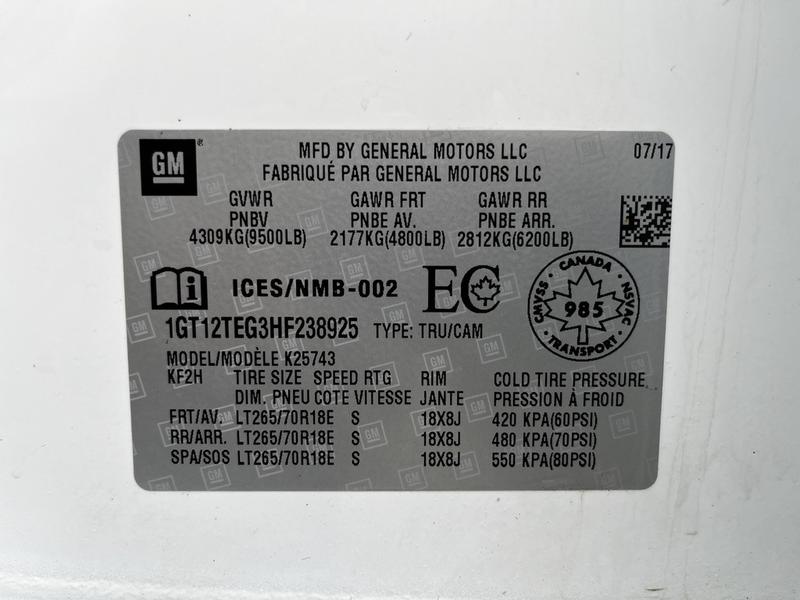 GM
MFD BY GENERAL MOTORS LLC 07/17
FABRIQUÉ PAR GENERAL MOTORS LLC
GVWR GAWR FRT GAWR RR
PNBV PNBE AV. PNBE ARR.
4309KG(9500LB) 2177KG(4800LB) 2812KG(6200LB)
i ICES/NMB-002 EC
CANADA
CMVSS 985 NSVAC
TRANSPORT
1GT12TEG3HF238925 TYPE: TRU/CAM
MODEL/MODÈLE K25743
KF2H TIRE SIZE SPEED RTG RIM COLD TIRE PRESSURE
DIM. PNEU COTE VITESSE JANTE PRESSION À FROID
FRT/AV. LT265/70R18E S 18X8J 420 KPA(60PSI)
RR/ARR. LT265/70R18E S 18X8J 480 KPA(70PSI)
SPA/SOS LT265/70R18E S 18X8J 550 KPA(80PSI)